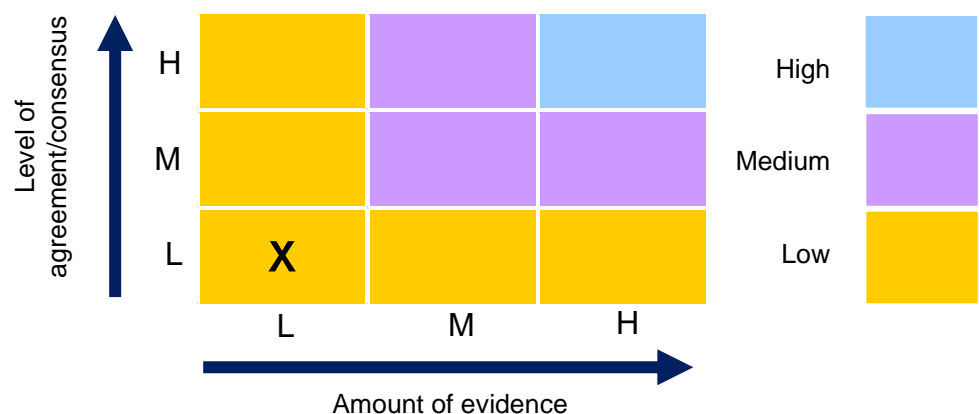 Level of
agreement/consensus
H
M
L
X
L M H
Amount of evidence
High
Medium
Low